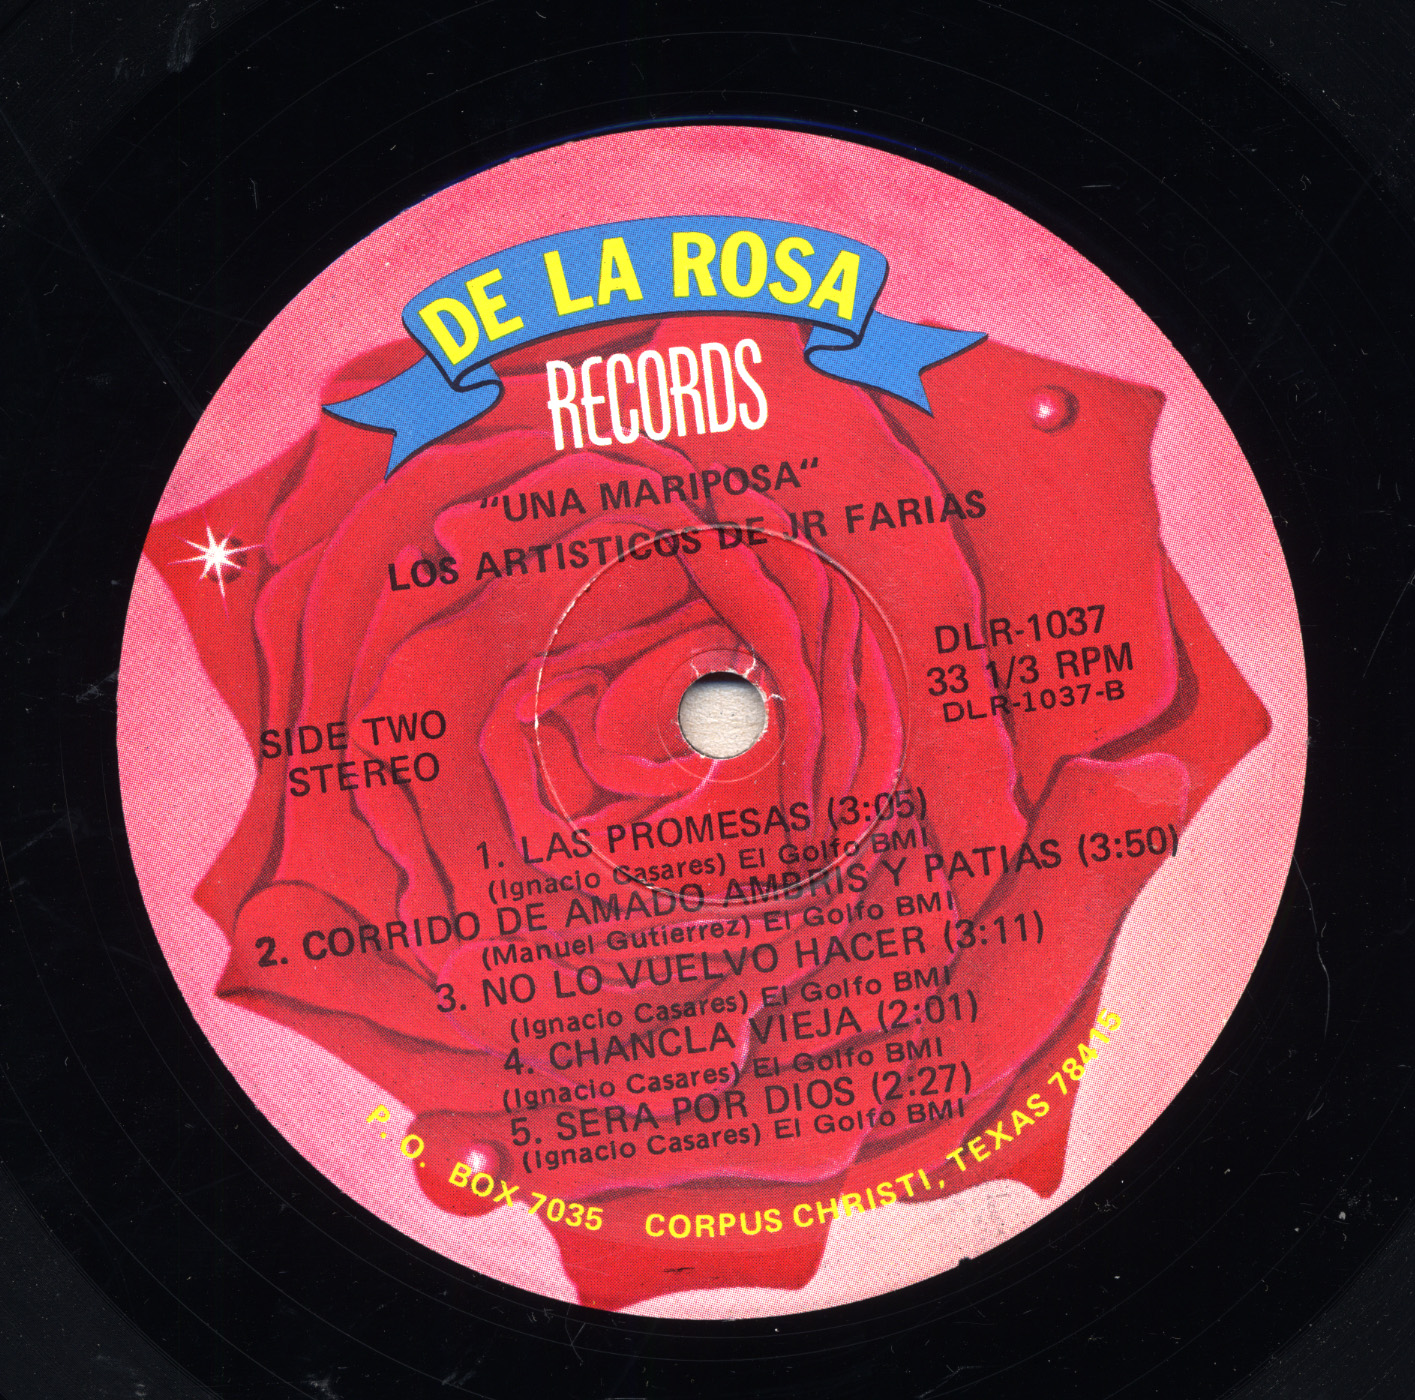 DE LA ROSA
RECORDS
"UNA MARIPOSA"
LOS ARTISTICOS DE JR FARIAS
DLR-1037
33 1/3 RPM
DLR-1037-B
SIDE TWO
STEREO
1. LAS PROMESAS (3:05)
(Ignacio Casares) El Golfo BMI
2. CORRIDO DE AMADO AMBRIS Y PATIAS (3:50)
(Manuel Gutierrez) El Golfo BMI
3. NO LO VUELVO HACER (3:11)
(Ignacio Casares) El Golfo BMI
4. CHANCLA VIEJA (2:01)
(Ignacio Casares) El Golfo BMI
5. SERA POR DIOS (2:27)
(Ignacio Casares) El Golfo BMI
P. O. BOX 7035 CORPUS CHRISTI, TEXAS 78415